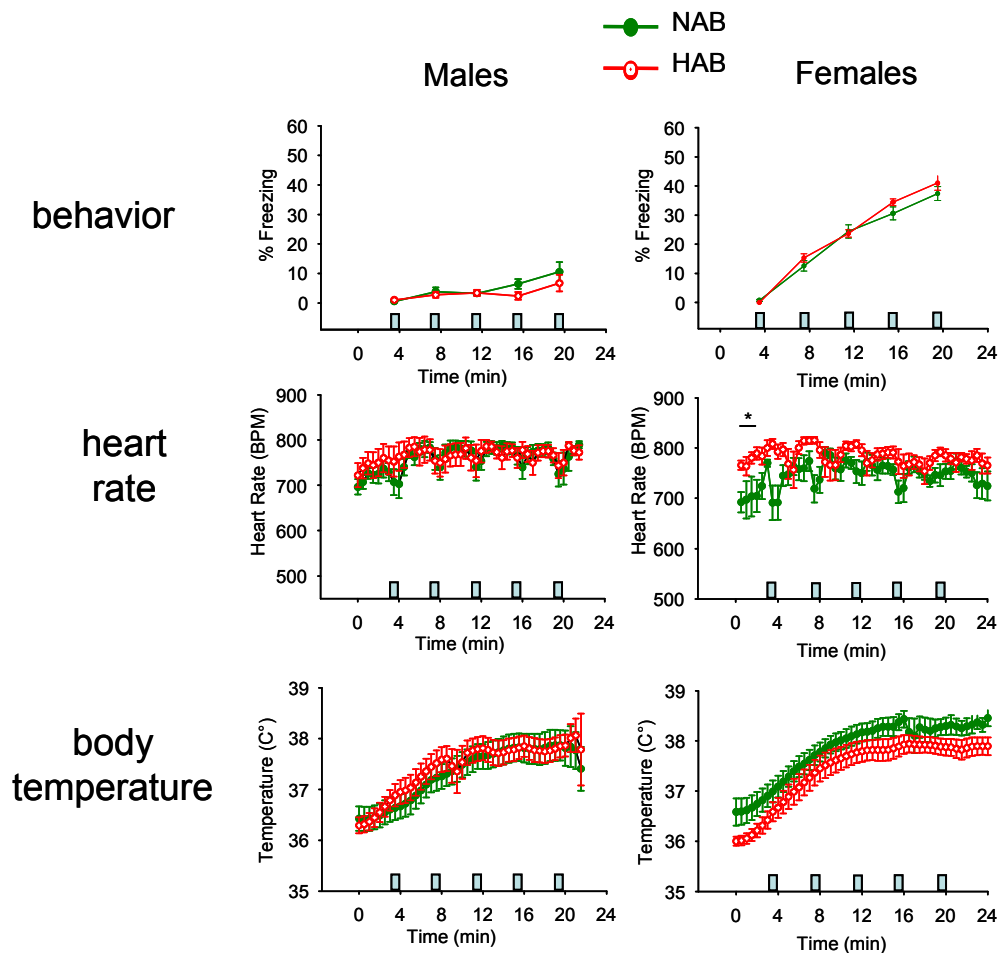 NAB
HAB
Males
Females
behavior
% Freezing
60
50
40
30
20
10
0
0 4 8 12 16 20 24
Time (min)
% Freezing
60
50
40
30
20
10
0
0 4 8 12 16 20 24
Time (min)
heart
rate
Heart Rate (BPM)
900
800
700
600
500
0 4 8 12 16 20 24
Time (min)
Heart Rate (BPM)
900
800
700
600
500
*
0 4 8 12 16 20 24
Time (min)
body
temperature
Temperature (C°)
39
38
37
36
35
0 4 8 12 16 20 24
Time (min)
Temperature (C°)
39
38
37
36
35
0 4 8 12 16 20 24
Time (min)